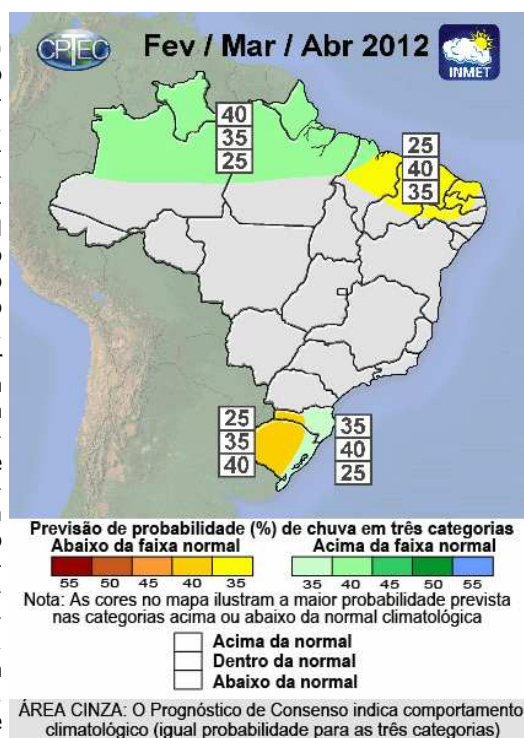 CPTEC
Fev / Mar / Abr 2012
INMET
40
35
25
25
40
35
25
35
40
35
40
25
Previsão de probabilidade (%) de chuva em três categorias
Abaixo da faixa normal
Acima da faixa normal
55 50 45 40 35
35 40 45 50 55
Nota: As cores no mapa ilustram a maior probabilidade prevista
nas categorias acima ou abaixo da normal climatológica
Acima da normal
Dentro da normal
Abaixo da normal
ÁREA CINZA: O Prognóstico de Consenso indica comportamento
climatológico (igual probabilidade para as três categorias)